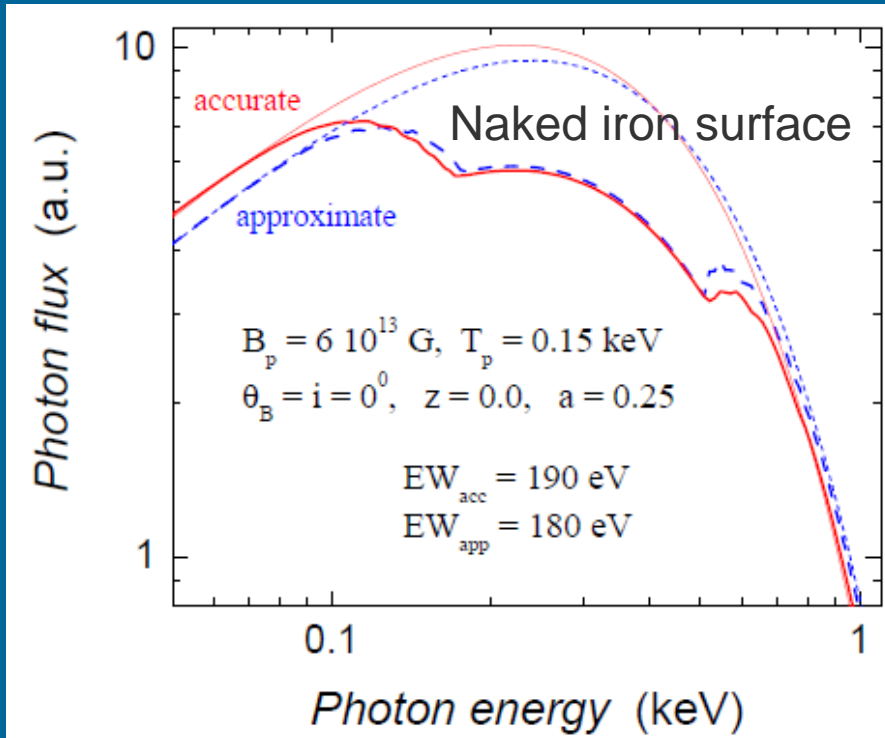 10
accurate
Naked iron surface
approximate
Photon flux (a.u.)
B_p = 6 10^13 G, T_p = 0.15 keV
θ_B = i = 0^0, z = 0.0, a = 0.25
EW_acc = 190 eV
EW_app = 180 eV
1
0.1 1
Photon energy (keV)